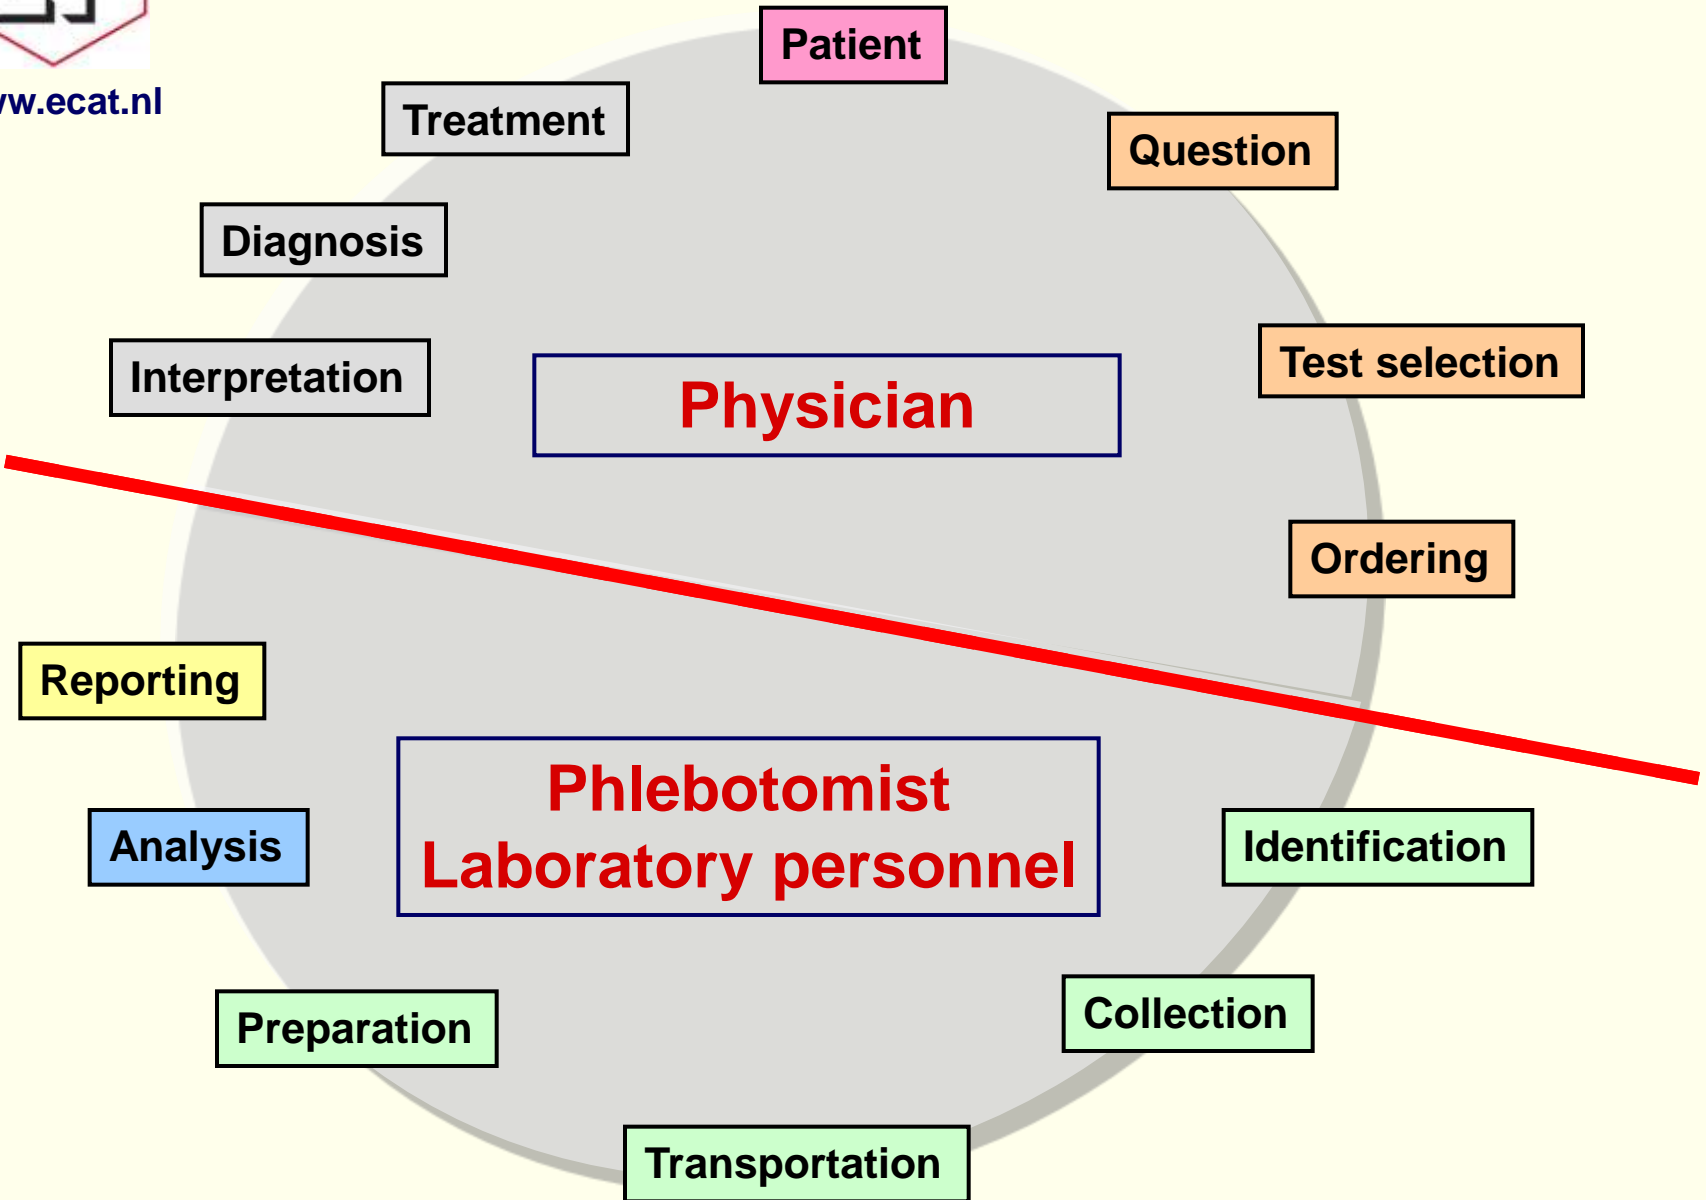 Patient
www.ecat.nl
Treatment
Question
Diagnosis
Interpretation
Physician
Test selection
Ordering
Reporting
Phlebotomist
Laboratory personnel
Analysis
Identification
Preparation
Collection
Transportation